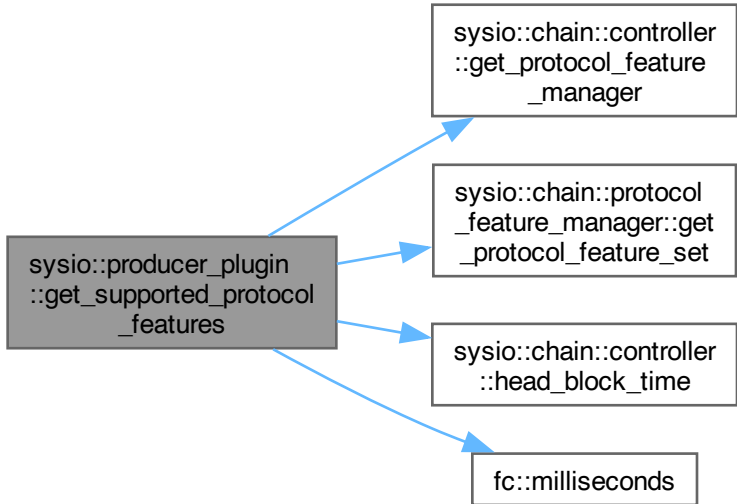 sysio::producer_plugin
::get_supported_protocol
_features
sysio::chain::controller
::get_protocol_feature
_manager
sysio::chain::protocol
_feature_manager::get
_protocol_feature_set
sysio::chain::controller
::head_block_time
fc::milliseconds